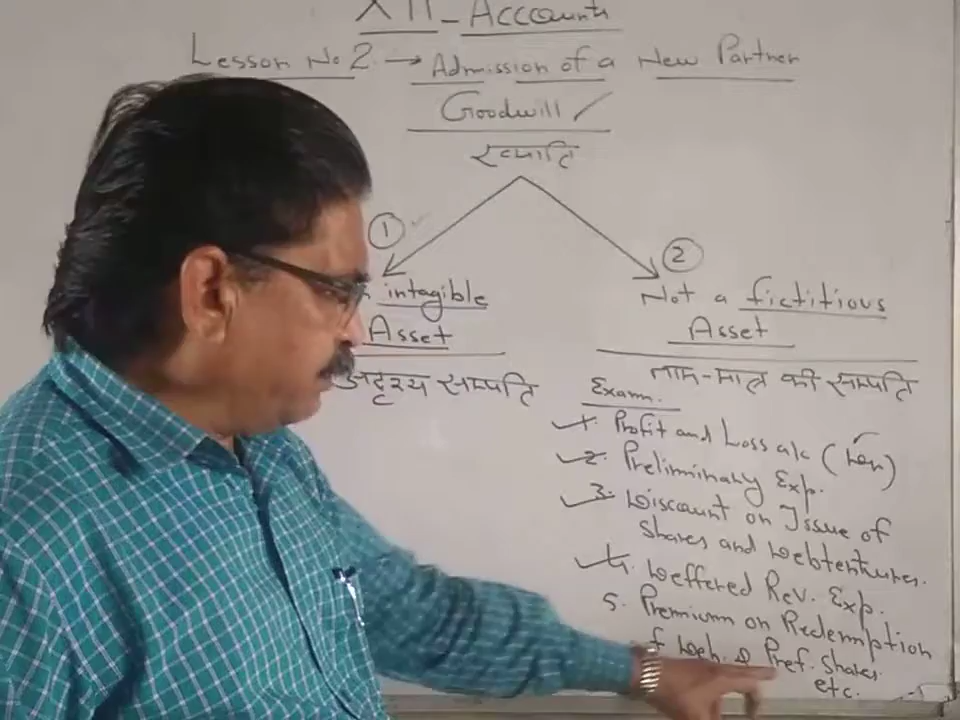 XII - Accounts
Lesson No 2. → Admission of a New Partner
Goodwill
ख्याति
1
intagible
Asset
अदृश्य सम्पत्ति
2
Not a fictitious
Asset
नाम-मात्र की सम्पत्ति
Exam.
1. Profit and Loss a/c
2. Preliminary Exp.
3. Discount on Issue of
Shares and Debtentures.
4. Deffered Rev. Exp.
5. Premium on Redemption
of Deb. & Pref. Shares
etc.